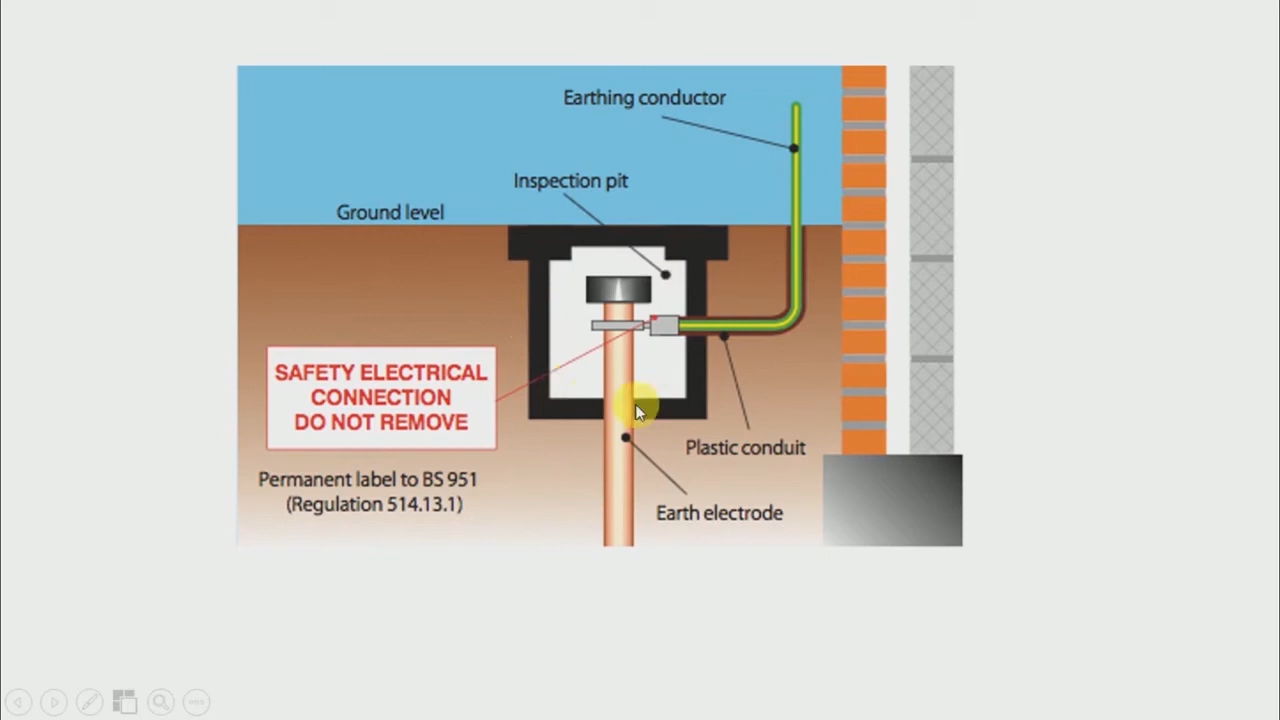 Earthing conductor
Inspection pit
Ground level
SAFETY ELECTRICAL
CONNECTION
DO NOT REMOVE
Plastic conduit
Permanent label to BS 951
(Regulation 514.13.1)
Earth electrode